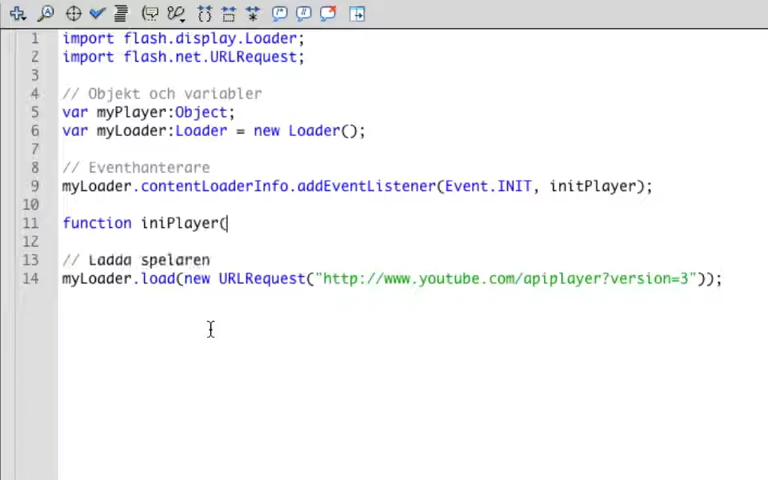 1 import flash.display.Loader;
2 import flash.net.URLRequest;
3
4 // Objekt och variabler
5 var myPlayer:Object;
6 var myLoader:Loader = new Loader();
7
8 // Eventhanterare
9 myLoader.contentLoaderInfo.addEventListener(Event.INIT, initPlayer);
10
11 function iniPlayer(
12
13 // Ladda spelaren
14 myLoader.load(new URLRequest("http://www.youtube.com/apiplayer?version=3"));